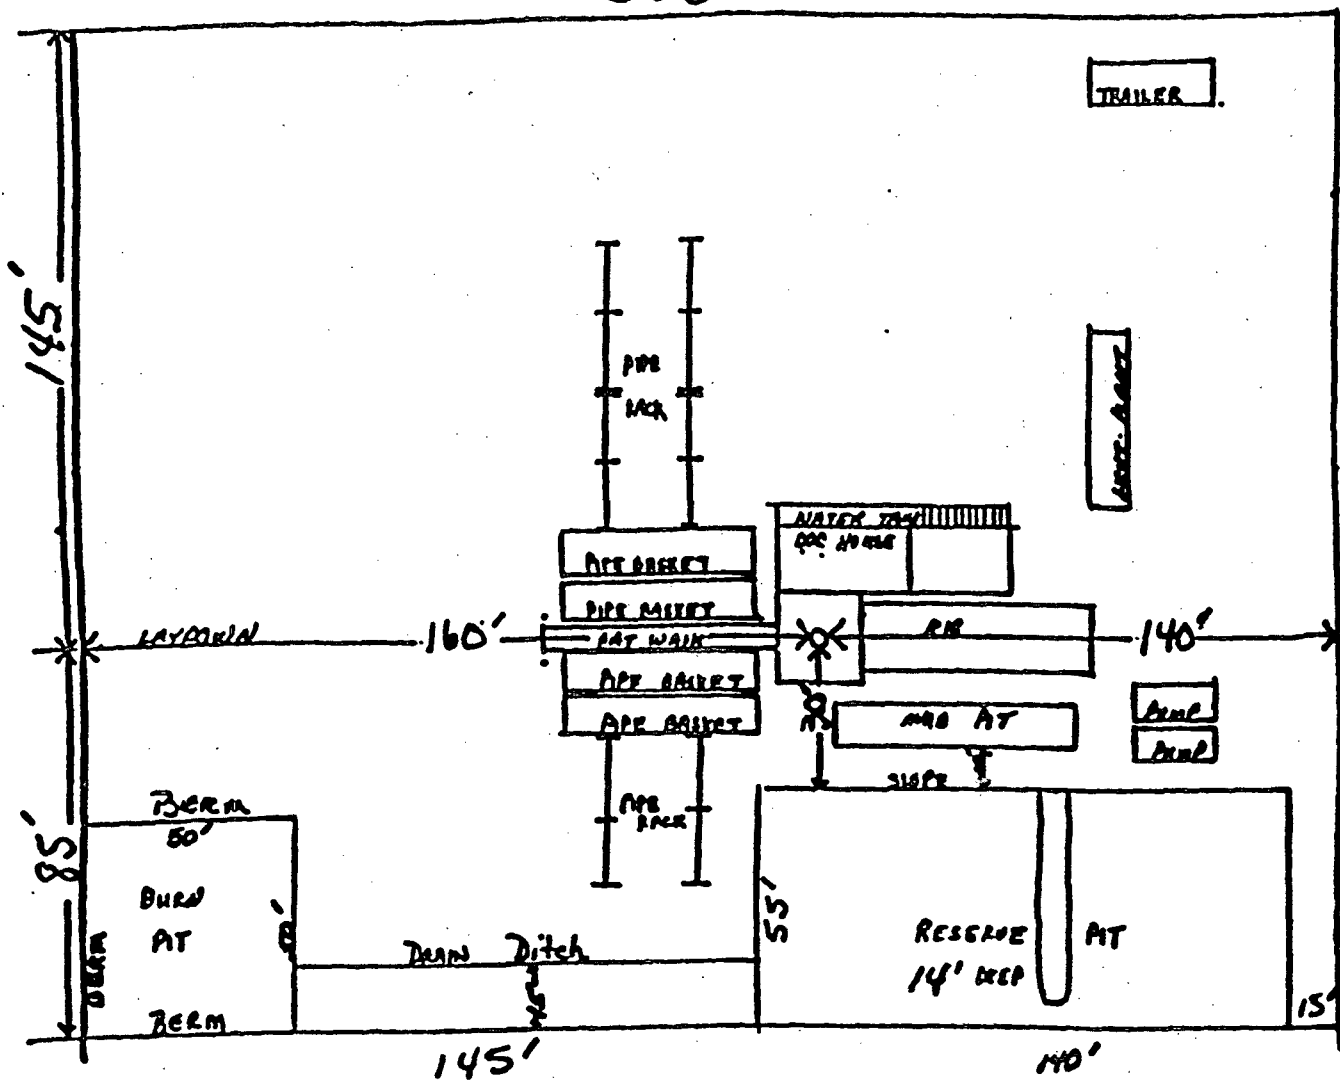 TRAILER
145'
PIPE
RACK
WATER TANK
DOG HOUSE
PIPE BASKET
PIPE BASKET
LAYDOWN
160'
CAT WALK
RIG
140'
PIPE BASKET
PIPE BASKET
30'
MUD PIT
PUMP
PUMP
SLOPE
BERM
50'
PIPE
RACK
85'
BURN
PIT
55'
DRAIN Ditch
RESERVE PIT
14' DEEP
BERM
BERM
15'
145'
140'